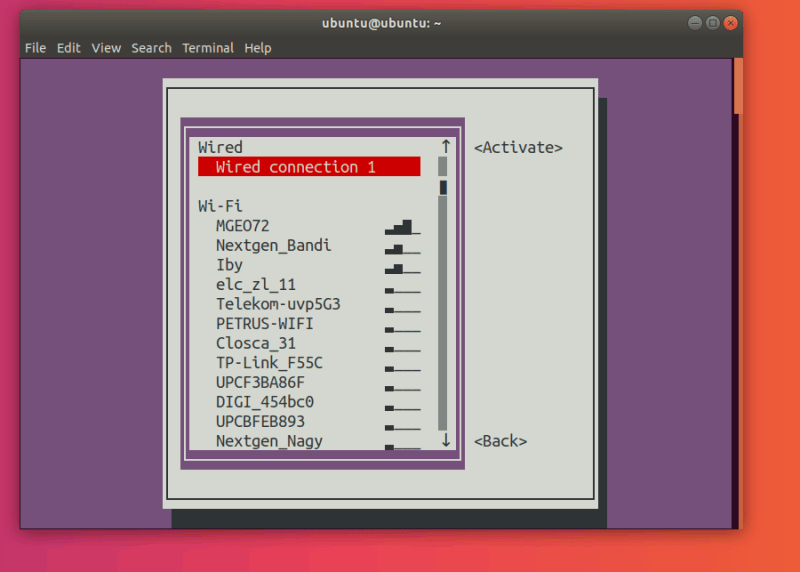 ubuntu@ubuntu: ~
File Edit View Search Terminal Help
Wired ↑ <Activate>
Wired connection 1
Wi-Fi
MGEO72
Nextgen_Bandi
Iby
elc_zl_11
Telekom-uvp5G3
PETRUS-WIFI
Closca_31
TP-Link_F55C
UPCF3BA86F
DIGI_454bc0
UPCBFEB893
Nextgen_Nagy ↓ <Back>